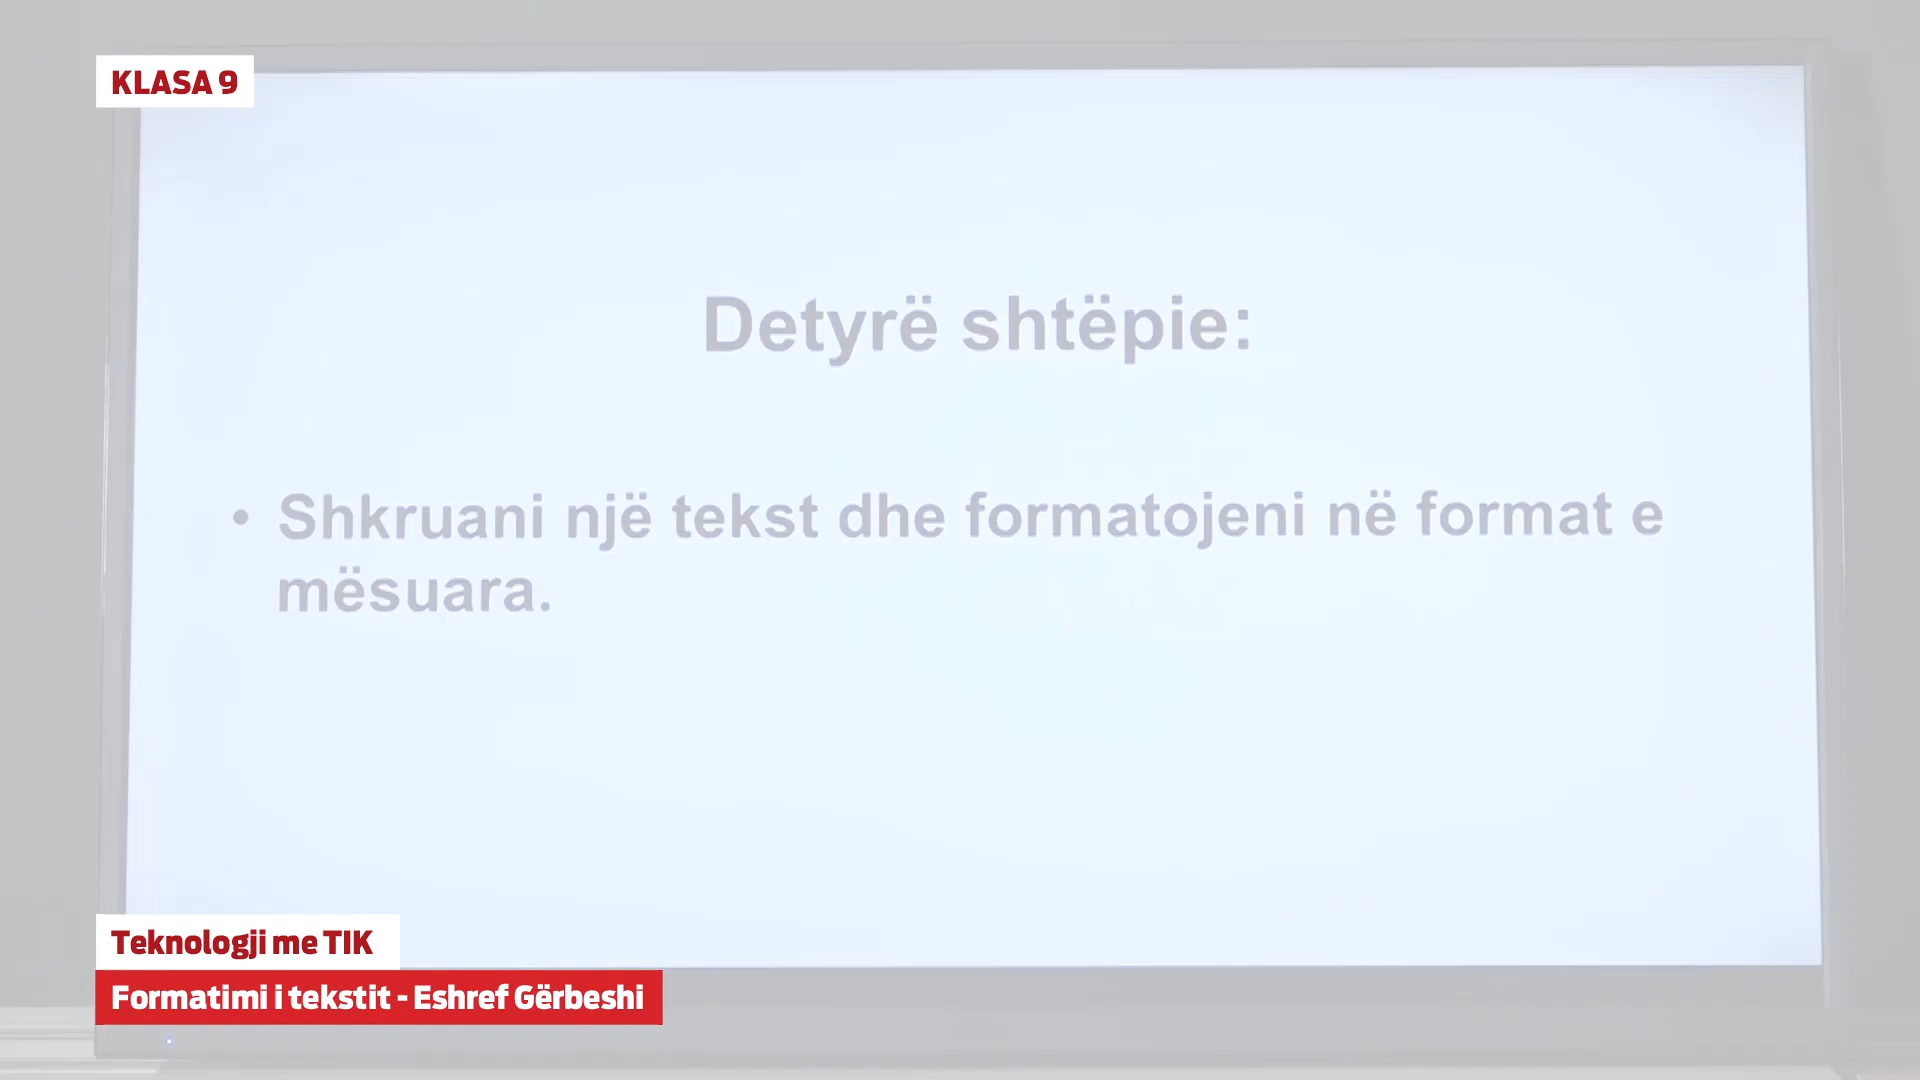 KLASA 9
Detyrë shtëpie:
• Shkruani një tekst dhe formatojeni në format e
mësuara.
Teknologji me TIK
Formatimi i tekstit - Eshref Gërbeshi